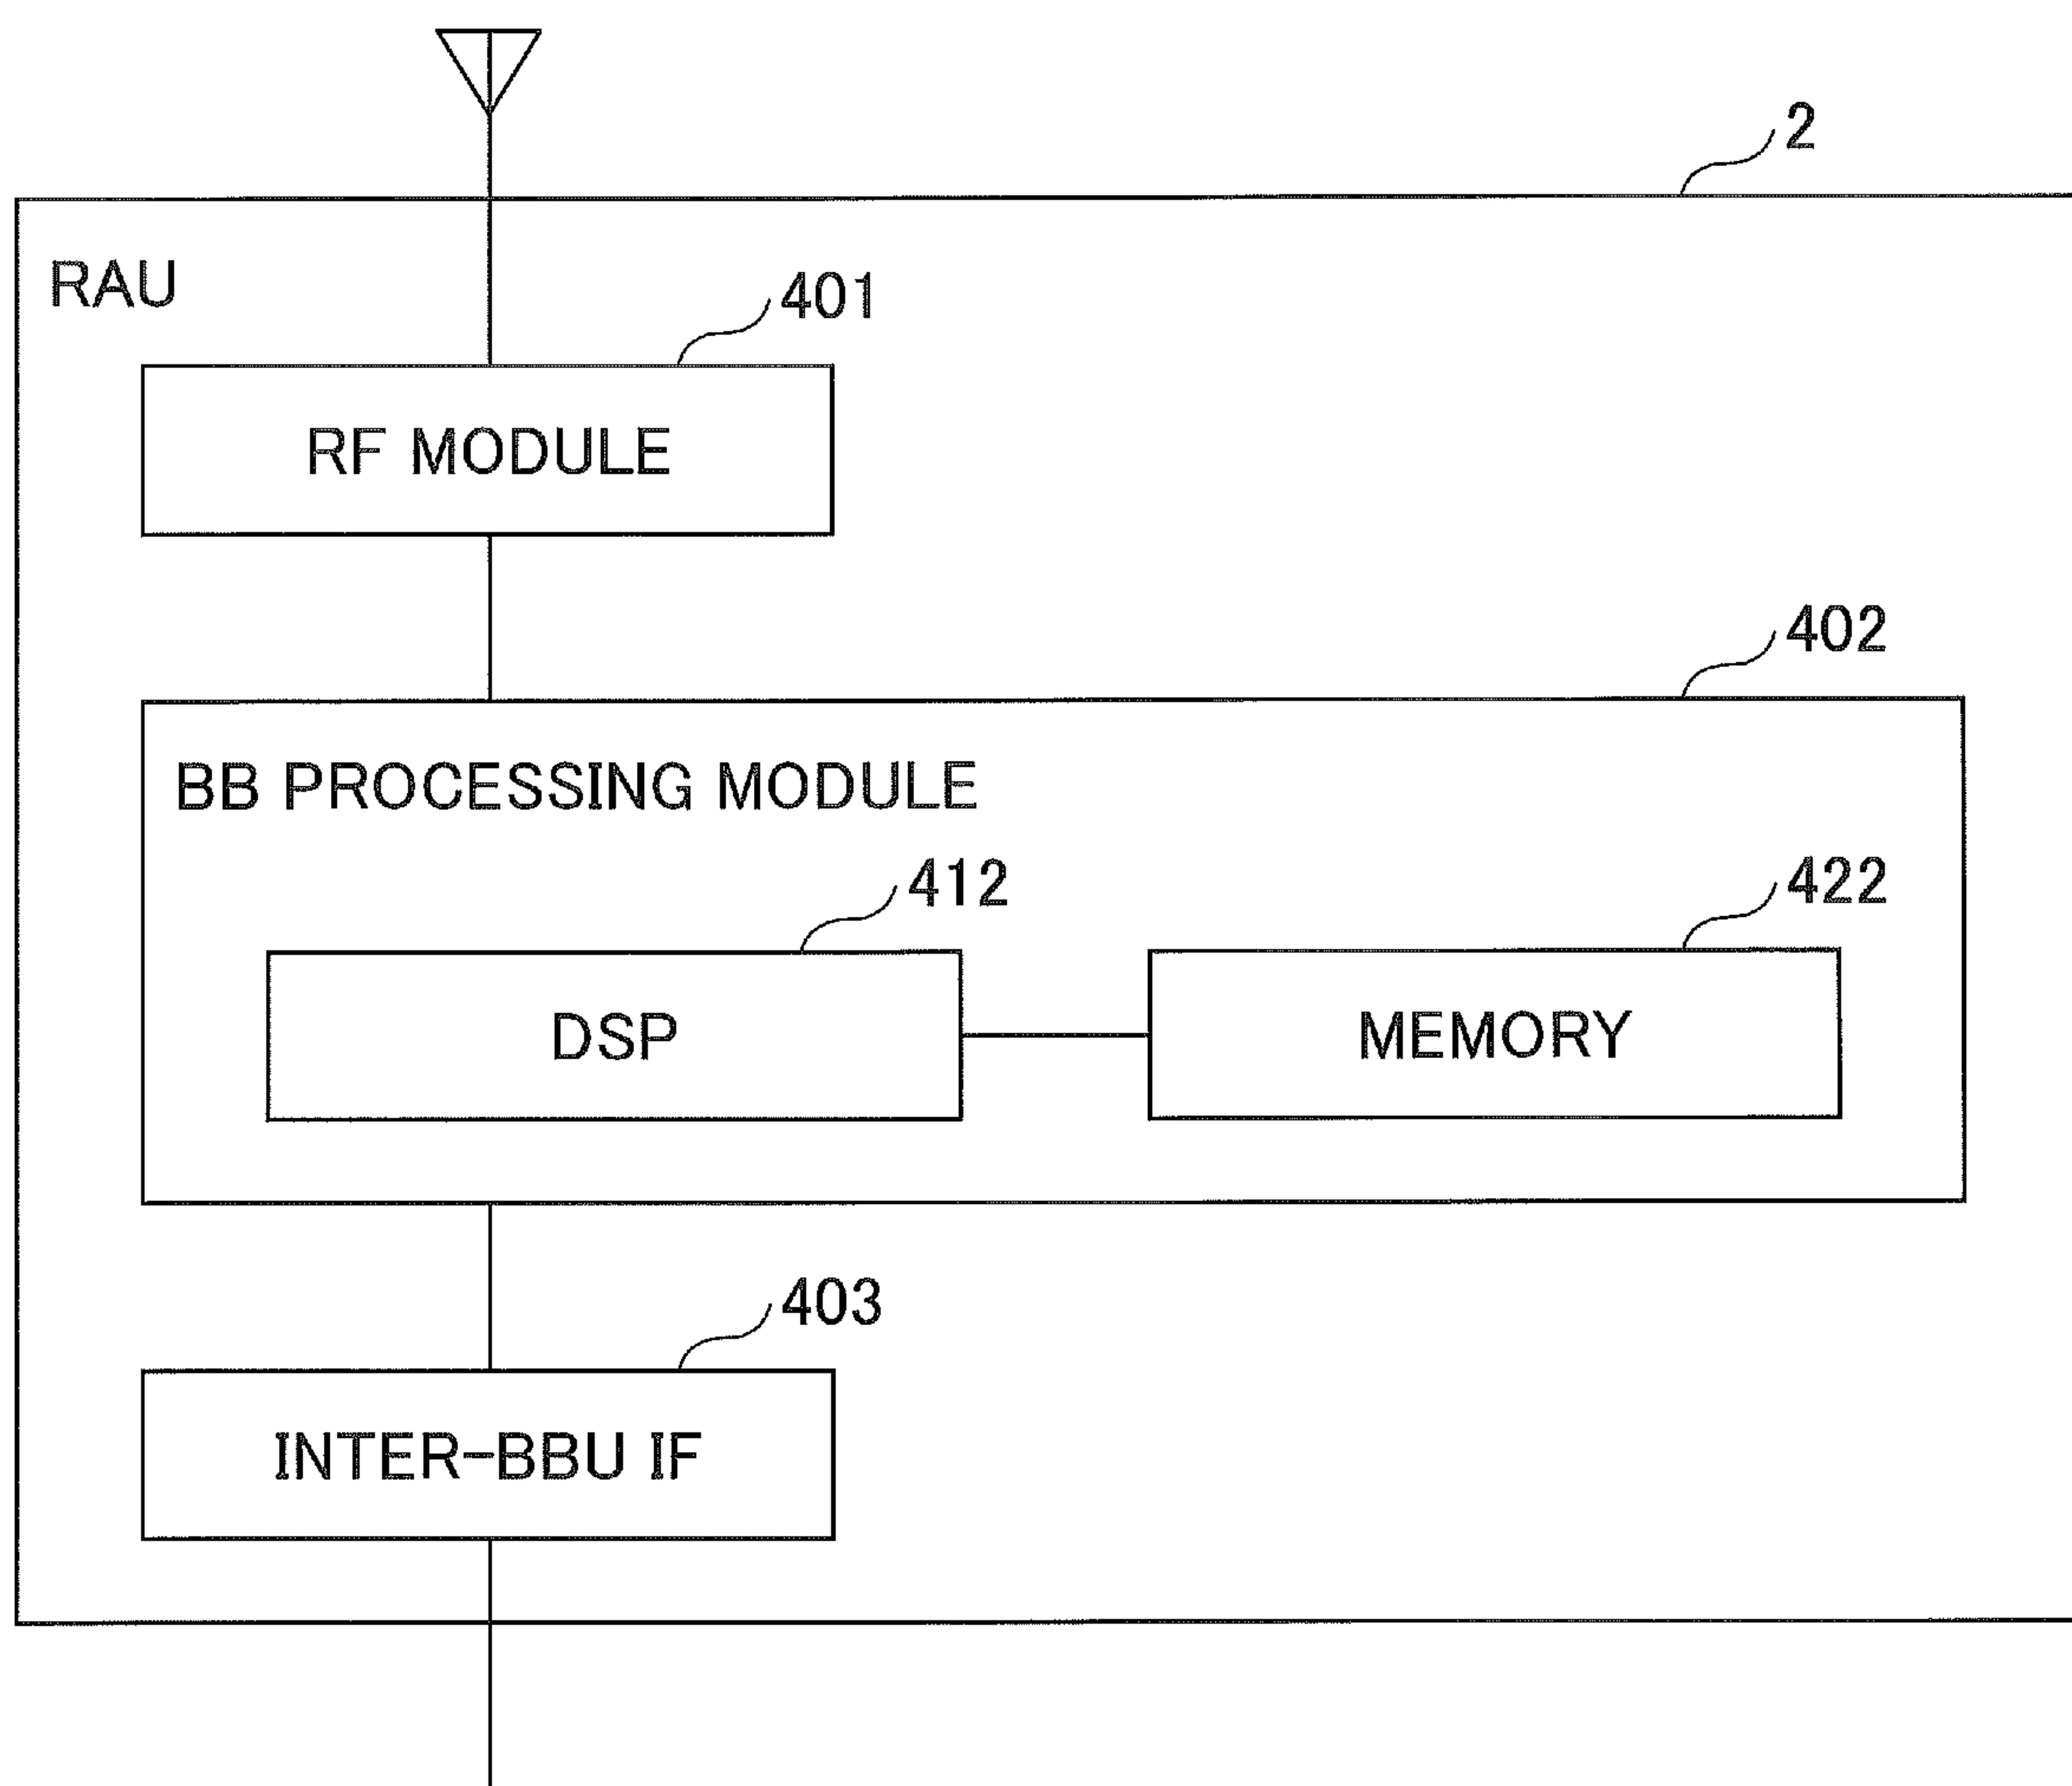 2
RAU
401
RF MODULE
402
BB PROCESSING MODULE
412
422
DSP
MEMORY
403
INTER-BBU IF